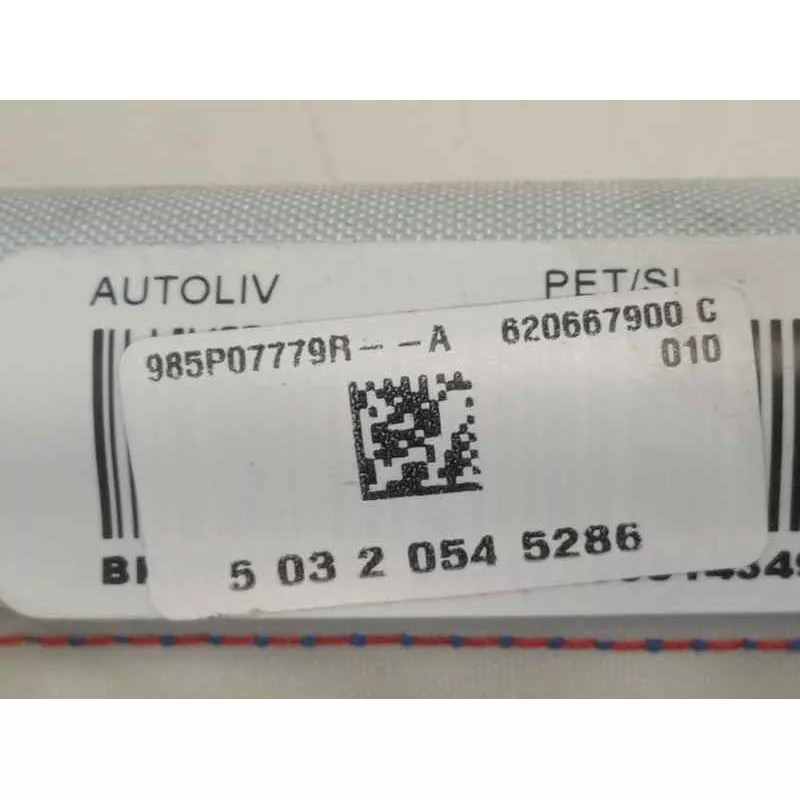 AUTOLIV PET/SI
985P07779R-- -A 620667900 C
010
5 03 2 054 5286